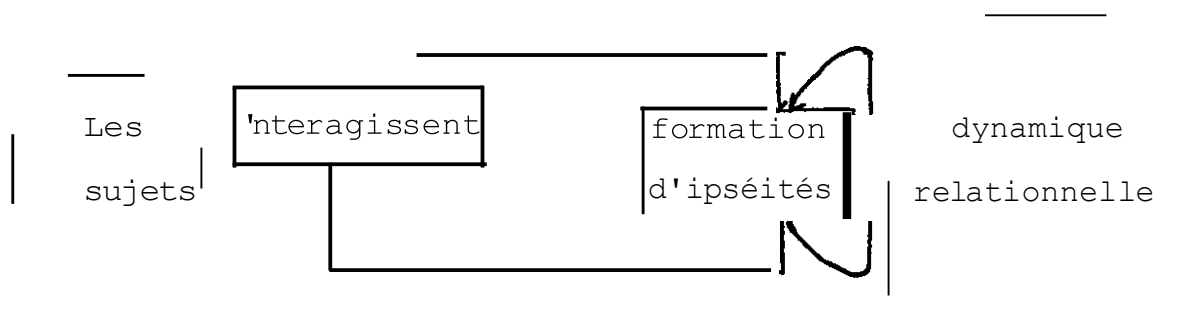 Les
sujets
'nteragissent
formation
d'ipséités
dynamique
relationnelle